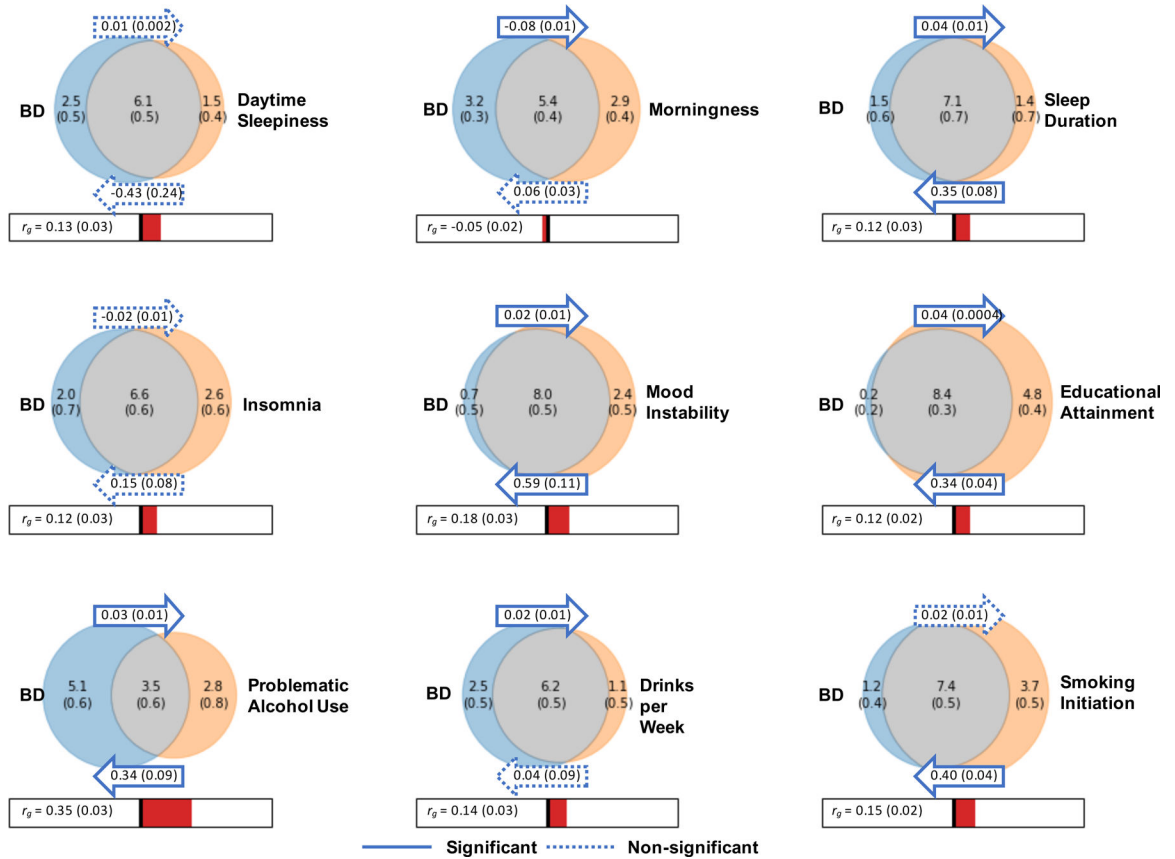 0.01 (0.002)
BD
2.5
(0.5)
6.1
(0.5)
1.5
(0.4)
Daytime
Sleepiness
-0.43 (0.24)
rg = 0.13 (0.03)
-0.08 (0.01)
BD
3.2
(0.3)
5.4
(0.4)
2.9
(0.4)
Morningness
0.06 (0.03)
rg = -0.05 (0.02)
0.04 (0.01)
BD
1.5
(0.6)
7.1
(0.7)
1.4
(0.7)
Sleep
Duration
0.35 (0.08)
rg = 0.12 (0.03)
-0.02 (0.01)
BD
2.0
(0.7)
6.6
(0.6)
2.6
(0.6)
Insomnia
0.15 (0.08)
rg = 0.12 (0.03)
0.02 (0.01)
BD
0.7
(0.5)
8.0
(0.5)
2.4
(0.5)
Mood
Instability
0.59 (0.11)
rg = 0.18 (0.03)
0.04 (0.0004)
BD
0.2
(0.2)
8.4
(0.3)
4.8
(0.4)
Educational
Attainment
0.34 (0.04)
rg = 0.12 (0.02)
0.03 (0.01)
BD
5.1
(0.6)
3.5
(0.6)
2.8
(0.8)
Problematic
Alcohol Use
0.34 (0.09)
rg = 0.35 (0.03)
0.02 (0.01)
BD
2.5
(0.5)
6.2
(0.5)
1.1
(0.5)
Drinks
per
Week
0.04 (0.09)
rg = 0.14 (0.03)
0.02 (0.01)
BD
1.2
(0.4)
7.4
(0.5)
3.7
(0.5)
Smoking
Initiation
0.40 (0.04)
rg = 0.15 (0.02)
Significant
Non-significant